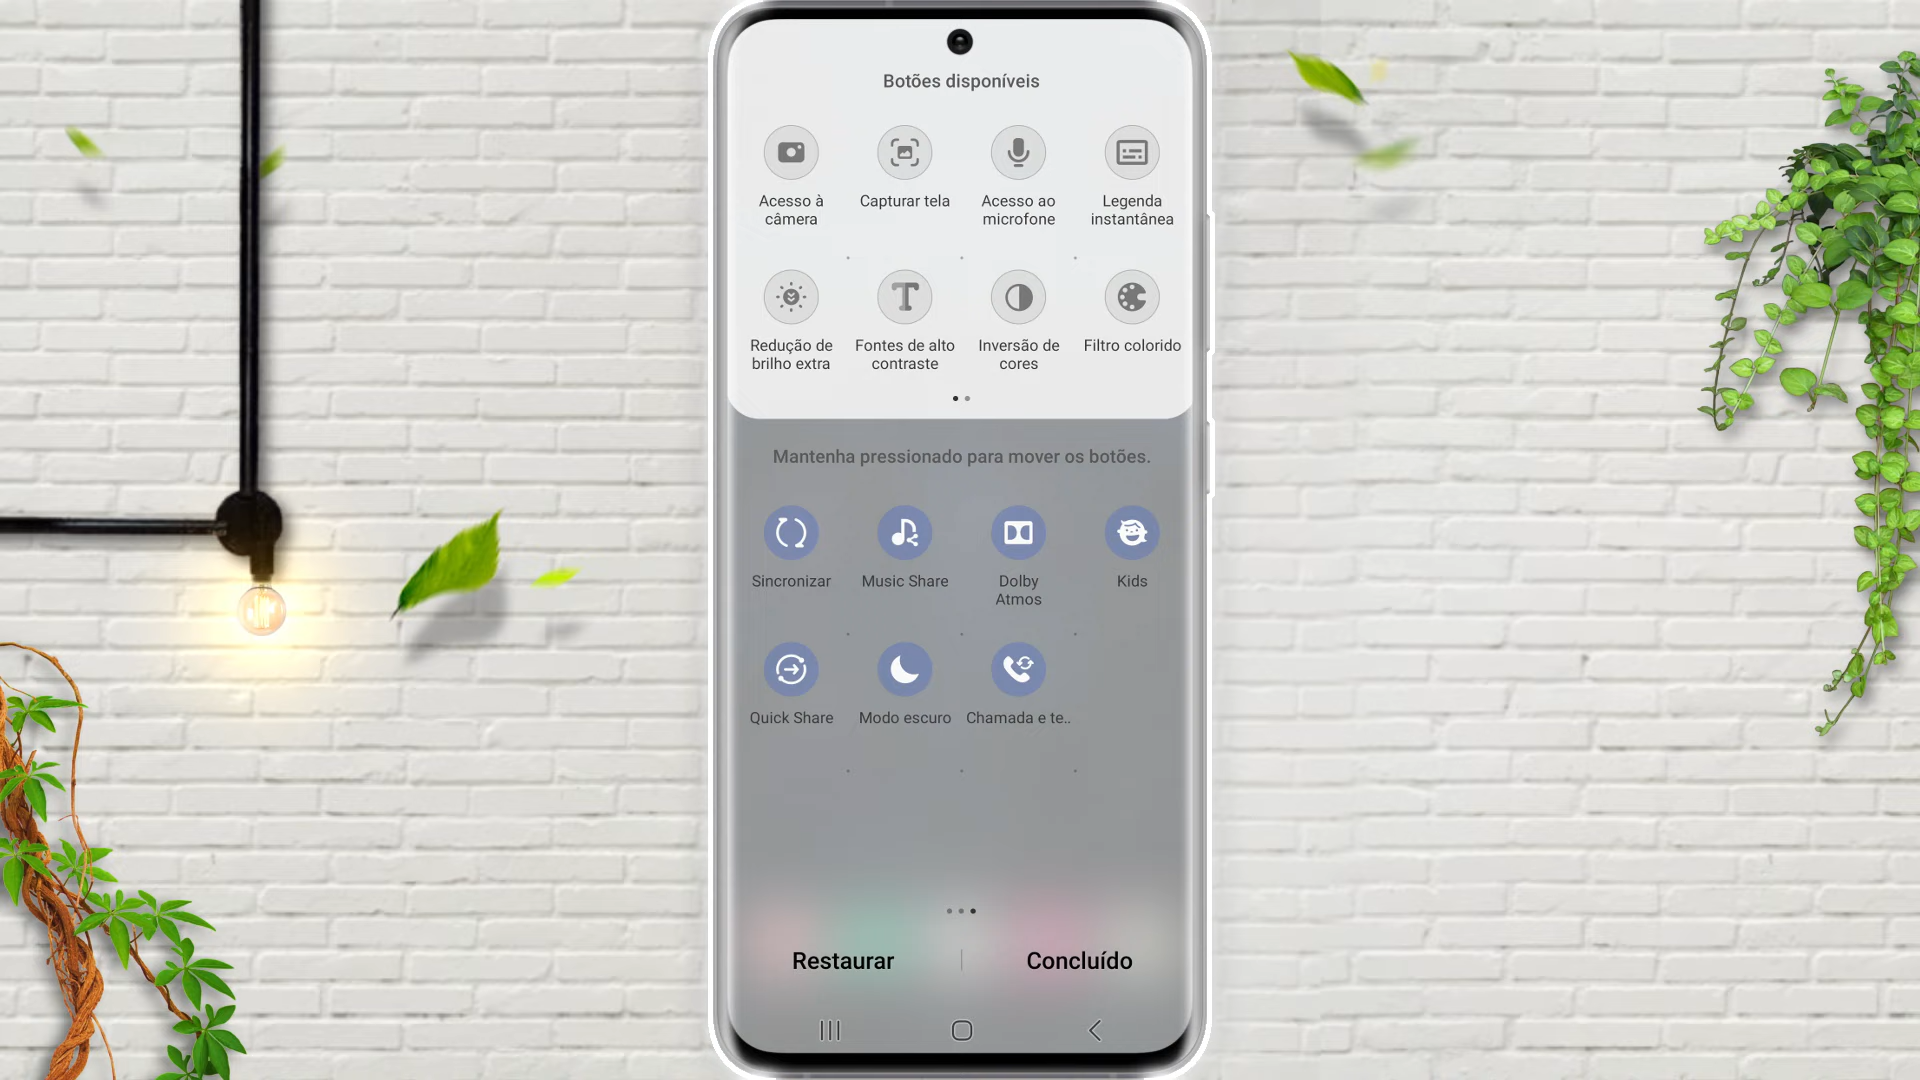 Botões disponíveis
Acesso à
câmera
Capturar tela
Acesso ao
microfone
Legenda
instantânea
Redução de
brilho extra
Fontes de alto
contraste
Inversão de
cores
Filtro colorido
Mantenha pressionado para mover os botões.
Sincronizar
Music Share
Dolby
Atmos
Kids
Quick Share
Modo escuro
Chamada e te..
Restaurar
Concluído